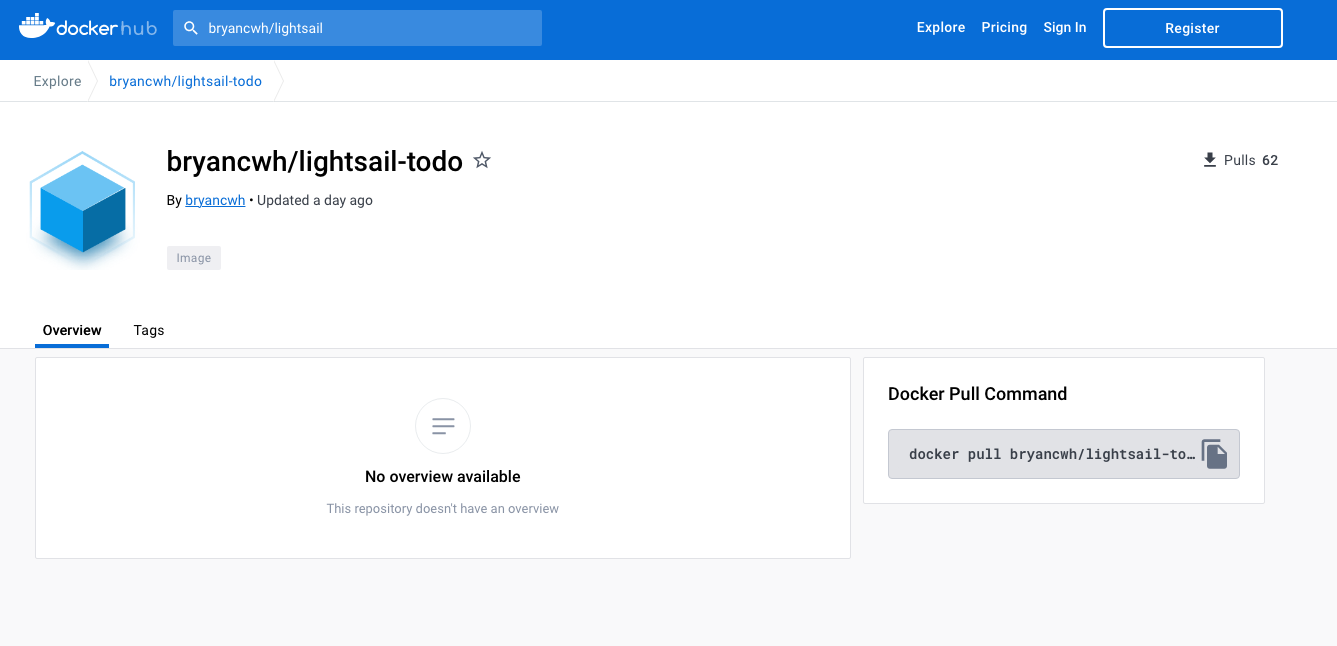 dockerhub
bryancwh/lightsail
Explore Pricing Sign In Register
Explore bryancwh/lightsail-todo
bryancwh/lightsail-todo
Pulls 62
By bryancwh • Updated a day ago
Image
Overview Tags
No overview available
This repository doesn't have an overview
Docker Pull Command
docker pull bryancwh/lightsail-to…